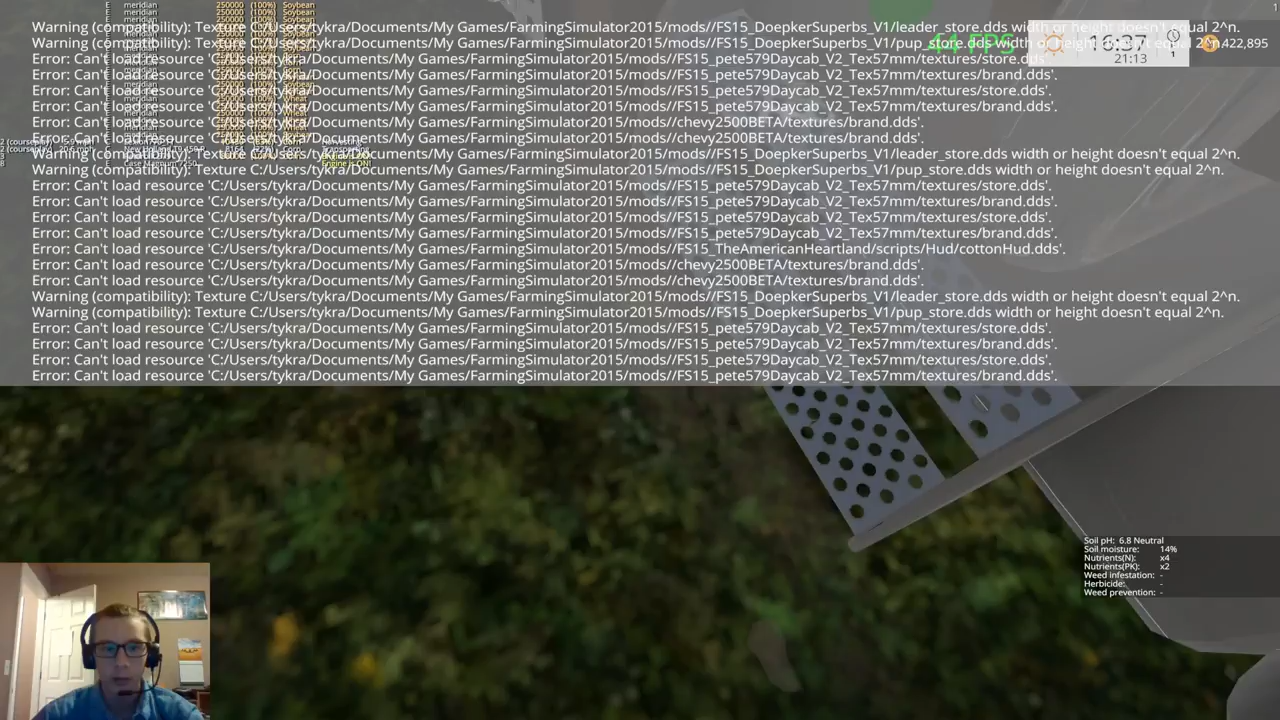 E meridian 250000 (100%) Soybean
Warning (compatibility): Texture C:/Users/tykra/Documents/My Games/FarmingSimulator2015/mods//FS15_DoepkerSuperbs_V1/leader_store.dds width or height doesn't equal 2^n.
Warning (compatibility): Texture C:/Users/tykra/Documents/My Games/FarmingSimulator2015/mods//FS15_DoepkerSuperbs_V1/pup_store.dds width or height doesn't equal 2^n.
44 FPS
422,895
21:13
1
Error: Can't load resource 'C:/Users/tykra/Documents/My Games/FarmingSimulator2015/mods//FS15_pete579Daycab_V2_Tex57mm/textures/store.dds'.
Error: Can't load resource 'C:/Users/tykra/Documents/My Games/FarmingSimulator2015/mods//FS15_pete579Daycab_V2_Tex57mm/textures/brand.dds'.
Error: Can't load resource 'C:/Users/tykra/Documents/My Games/FarmingSimulator2015/mods//FS15_pete579Daycab_V2_Tex57mm/textures/store.dds'.
Error: Can't load resource 'C:/Users/tykra/Documents/My Games/FarmingSimulator2015/mods//FS15_pete579Daycab_V2_Tex57mm/textures/brand.dds'.
Error: Can't load resource 'C:/Users/tykra/Documents/My Games/FarmingSimulator2015/mods//chevy2500BETA/textures/brand.dds'.
Error: Can't load resource 'C:/Users/tykra/Documents/My Games/FarmingSimulator2015/mods//chevy2500BETA/textures/brand.dds'.
Warning (compatibility): Texture C:/Users/tykra/Documents/My Games/FarmingSimulator2015/mods//FS15_DoepkerSuperbs_V1/leader_store.dds width or height doesn't equal 2^n.
Warning (compatibility): Texture C:/Users/tykra/Documents/My Games/FarmingSimulator2015/mods//FS15_DoepkerSuperbs_V1/pup_store.dds width or height doesn't equal 2^n.
Error: Can't load resource 'C:/Users/tykra/Documents/My Games/FarmingSimulator2015/mods//FS15_pete579Daycab_V2_Tex57mm/textures/store.dds'.
Error: Can't load resource 'C:/Users/tykra/Documents/My Games/FarmingSimulator2015/mods//FS15_pete579Daycab_V2_Tex57mm/textures/brand.dds'.
Error: Can't load resource 'C:/Users/tykra/Documents/My Games/FarmingSimulator2015/mods//FS15_pete579Daycab_V2_Tex57mm/textures/store.dds'.
Error: Can't load resource 'C:/Users/tykra/Documents/My Games/FarmingSimulator2015/mods//FS15_pete579Daycab_V2_Tex57mm/textures/brand.dds'.
Error: Can't load resource 'C:/Users/tykra/Documents/My Games/FarmingSimulator2015/mods//FS15_TheAmericanHeartland/scripts/Hud/cottonHud.dds'.
Error: Can't load resource 'C:/Users/tykra/Documents/My Games/FarmingSimulator2015/mods//chevy2500BETA/textures/brand.dds'.
Error: Can't load resource 'C:/Users/tykra/Documents/My Games/FarmingSimulator2015/mods//chevy2500BETA/textures/brand.dds'.
Warning (compatibility): Texture C:/Users/tykra/Documents/My Games/FarmingSimulator2015/mods//FS15_DoepkerSuperbs_V1/leader_store.dds width or height doesn't equal 2^n.
Warning (compatibility): Texture C:/Users/tykra/Documents/My Games/FarmingSimulator2015/mods//FS15_DoepkerSuperbs_V1/pup_store.dds width or height doesn't equal 2^n.
Error: Can't load resource 'C:/Users/tykra/Documents/My Games/FarmingSimulator2015/mods//FS15_pete579Daycab_V2_Tex57mm/textures/store.dds'.
Error: Can't load resource 'C:/Users/tykra/Documents/My Games/FarmingSimulator2015/mods//FS15_pete579Daycab_V2_Tex57mm/textures/brand.dds'.
Error: Can't load resource 'C:/Users/tykra/Documents/My Games/FarmingSimulator2015/mods//FS15_pete579Daycab_V2_Tex57mm/textures/store.dds'.
Error: Can't load resource 'C:/Users/tykra/Documents/My Games/FarmingSimulator2015/mods//FS15_pete579Daycab_V2_Tex57mm/textures/brand.dds'.
Soil pH: 6.8 Neutral
Soil moisture: 14%
Nutrients(N): x4
Nutrients(PK): x2
Weed infestation: -
Herbicide: -
Weed prevention: -